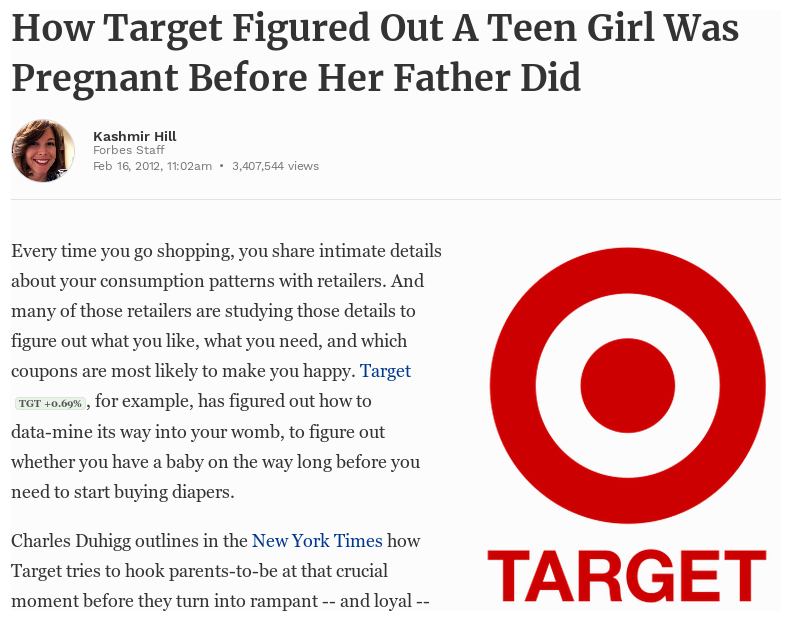 How Target Figured Out A Teen Girl Was
Pregnant Before Her Father Did
Kashmir Hill
Forbes Staff
Feb 16, 2012, 11:02am • 3,407,544 views
Every time you go shopping, you share intimate details
about your consumption patterns with retailers. And
many of those retailers are studying those details to
figure out what you like, what you need, and which
coupons are most likely to make you happy. Target
TGT +0.69%, for example, has figured out how to
data-mine its way into your womb, to figure out
whether you have a baby on the way long before you
need to start buying diapers.
Charles Duhigg outlines in the New York Times how
Target tries to hook parents-to-be at that crucial
moment before they turn into rampant -- and loyal --
TARGET